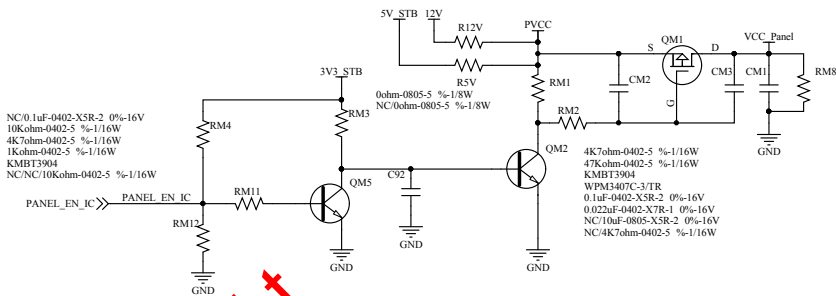 5V_STB 12V PVCC
R12V
QM1
VCC_Panel
S D
G
R5V
0ohm-0805-5 %-1/8W
NC/0ohm-0805-5 %-1/8W
RM1
CM2
CM3
CM1
RM8
GND
3V3_STB
RM2
NC/0.1uF-0402-X5R-2 0%-16V
10Kohm-0402-5 %-1/16W
4K7ohm-0402-5 %-1/16W
1Kohm-0402-5 %-1/16W
KMBT3904
NC/NC/10Kohm-0402-5 %-1/16W
RM4
RM3
QM2
4K7ohm-0402-5 %-1/16W
47Kohm-0402-5 %-1/16W
KMBT3904
WPM3407C-3/TR
0.1uF-0402-X5R-2 0%-16V
0.022uF-0402-X7R-1 0%-16V
NC/10uF-0805-X5R-2 0%-16V
NC/4K7ohm-0402-5 %-1/16W
C92
QM5
PANEL_EN_IC
PANEL_EN_IC
RM11
RM12
GND
GND
GND
GND
t